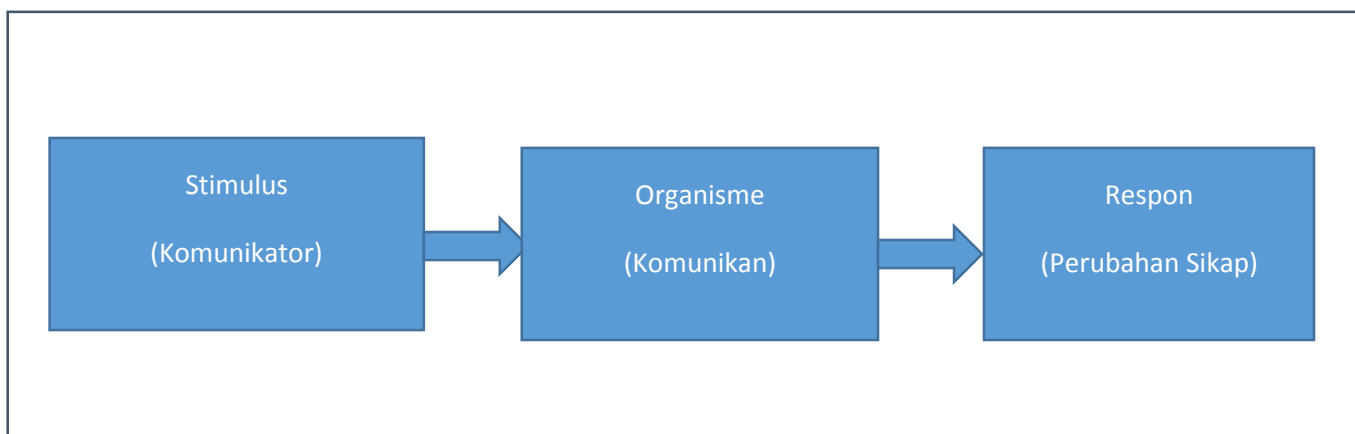 Stimulus
(Komunikator)
Organisme
(Komunikan)
Respon
(Perubahan Sikap)